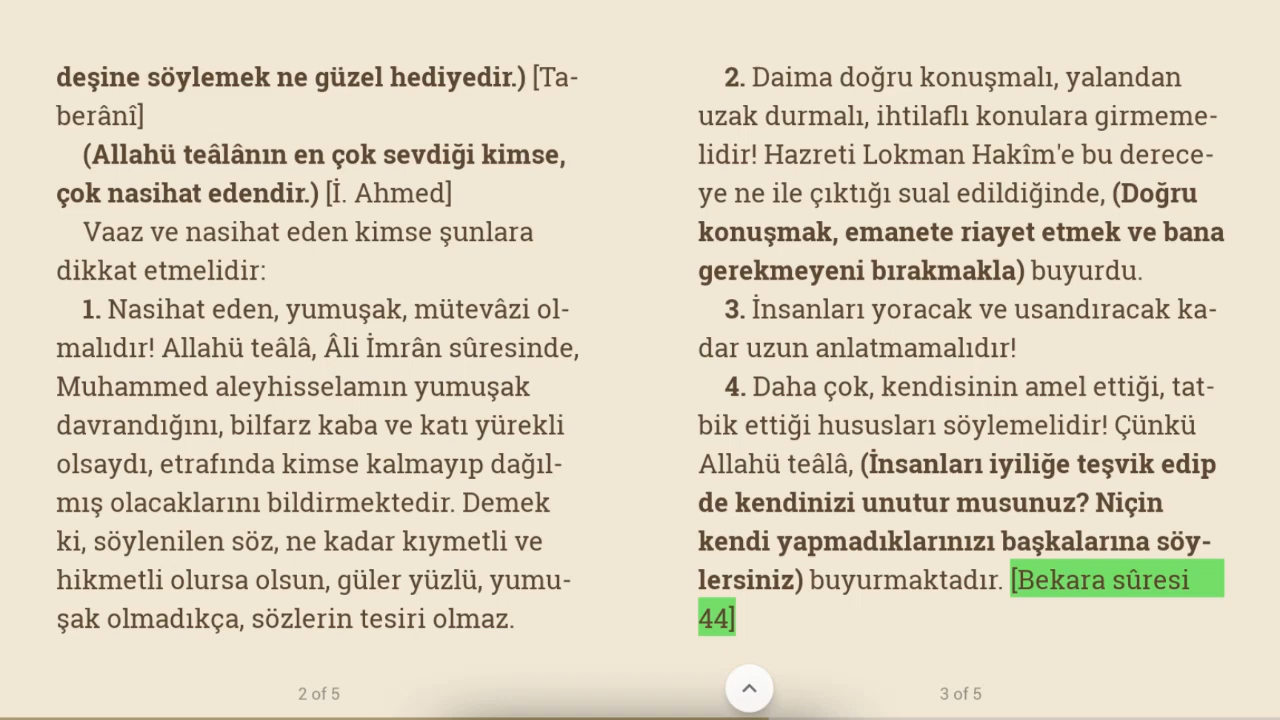 deşine söylemek ne güzel hediyedir.) [Ta-
berânî]
(Allahü teâlânın en çok sevdiği kimse,
çok nasihat edendir.) [İ. Ahmed]
Vaaz ve nasihat eden kimse şunlara
dikkat etmelidir:
1. Nasihat eden, yumuşak, mütevâzi ol-
malıdır! Allahü teâlâ, Âli İmrân sûresinde,
Muhammed aleyhisselamın yumuşak
davrandığını, bilfarz kaba ve katı yürekli
olsaydı, etrafında kimse kalmayıp dağıl-
mış olacaklarını bildirmektedir. Demek
ki, söylenilen söz, ne kadar kıymetli ve
hikmetli olursa olsun, güler yüzlü, yumu-
şak olmadıkça, sözlerin tesiri olmaz.
2 of 5
2. Daima doğru konuşmalı, yalandan
uzak durmalı, ihtilaflı konulara girmeme-
lidir! Hazreti Lokman Hakîm'e bu derece-
ye ne ile çıktığı sual edildiğinde, (Doğru
konuşmak, emanete riayet etmek ve bana
gerekmeyeni bırakmakla) buyurdu.
3. İnsanları yoracak ve usandıracak ka-
dar uzun anlatmamalıdır!
4. Daha çok, kendisinin amel ettiği, tat-
bik ettiği hususları söylemelidir! Çünkü
Allahü teâlâ, (İnsanları iyiliğe teşvik edip
de kendinizi unutur musunuz? Niçin
kendi yapmadıklarınızı başkalarına söy-
lersiniz) buyurmaktadır. [Bekara sûresi
44]
3 of 5